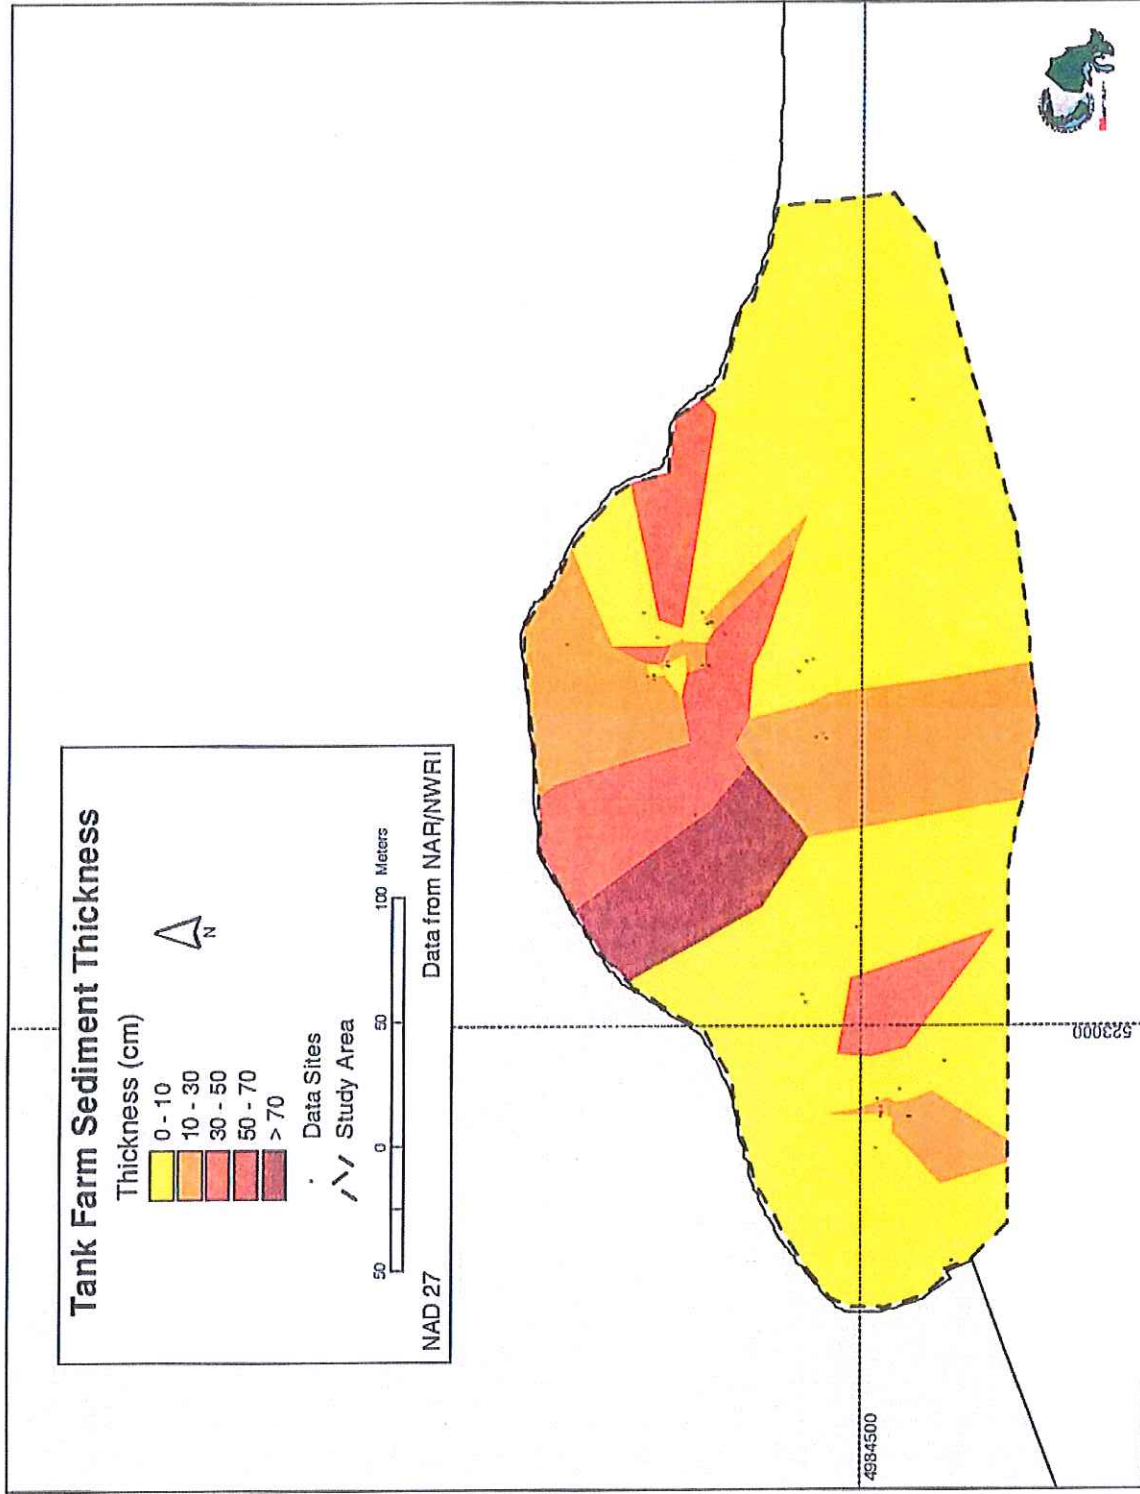 Tank Farm Sediment Thickness
Thickness (cm)
0 - 10
10 - 30
30 - 50
50 - 70
> 70
Data Sites
Study Area
N
50 0 50 100 Meters
NAD 27 Data from NAR/NWRI
4984500
523000